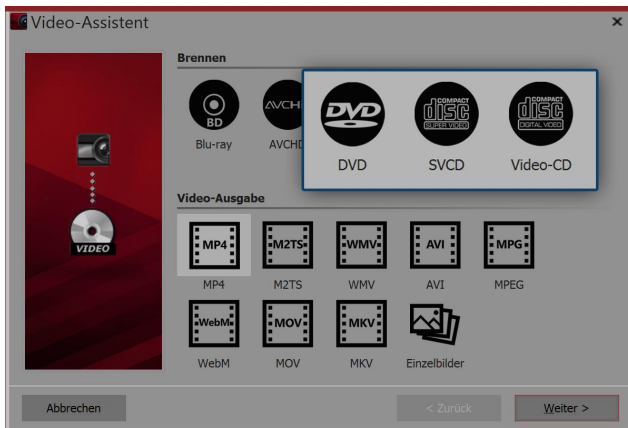 Video-Assistent
Brennen
BD
AVCH
DVD
COMPACT
disc
SUPER VIDEO
COMPACT
disc
DIGITAL VIDEO
Blu-ray
AVCHD
DVD
SVCD
Video-CD
VIDEO
Video-Ausgabe
MP4
M2TS
WMV
AVI
MPG
MP4
M2TS
WMV
AVI
MPEG
WebM
MOV
MKV
WebM
MOV
MKV
Einzelbilder
Abbrechen
< Zurück
Weiter >